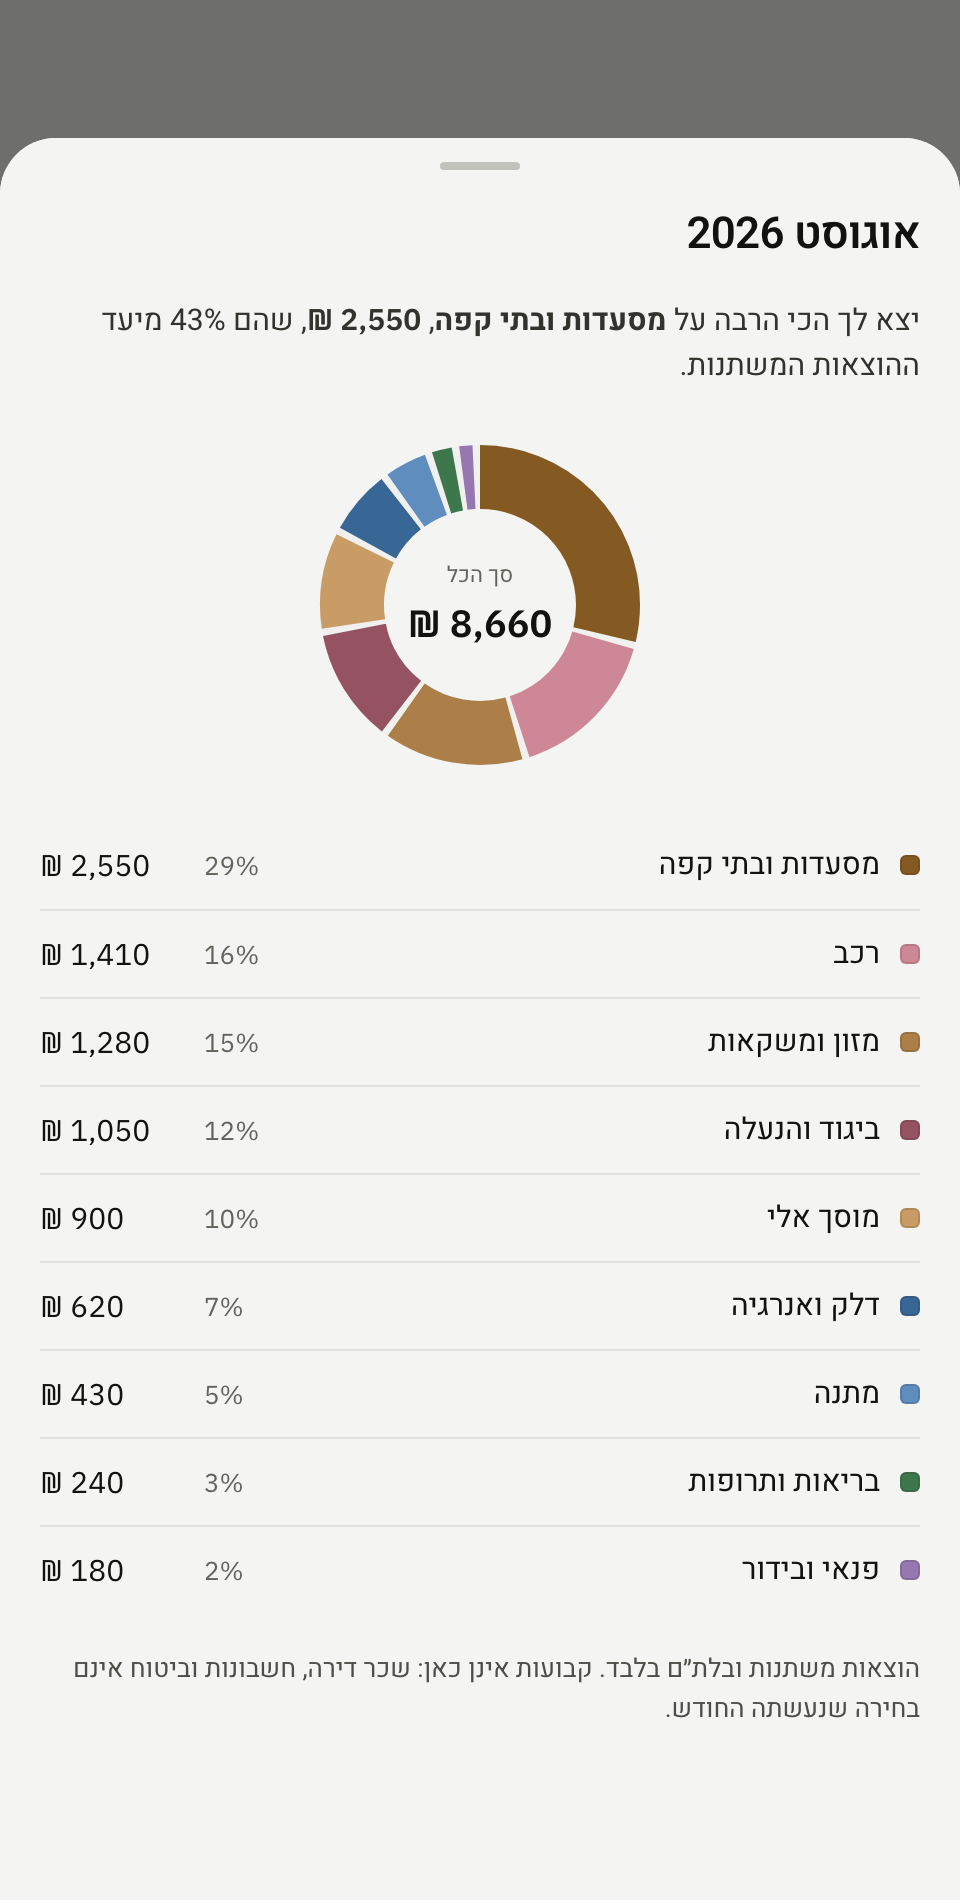 אוגוסט 2026
יצא לך הכי הרבה על מסעדות ובתי קפה, 2,550 ₪, שהם 43% מיעד
ההוצאות המשתנות.
סך הכל
8,660 ₪
מסעדות ובתי קפה 29% 2,550 ₪
רכב 16% 1,410 ₪
מזון ומשקאות 15% 1,280 ₪
ביגוד והנעלה 12% 1,050 ₪
מוסך אלי 10% 900 ₪
דלק ואנרגיה 7% 620 ₪
מתנה 5% 430 ₪
בריאות ותרופות 3% 240 ₪
פנאי ובידור 2% 180 ₪
הוצאות משתנות ובלת״ם בלבד. קבועות אינן כאן: שכר דירה, חשבונות וביטוח אינם
בחירה שנעשתה החודש.